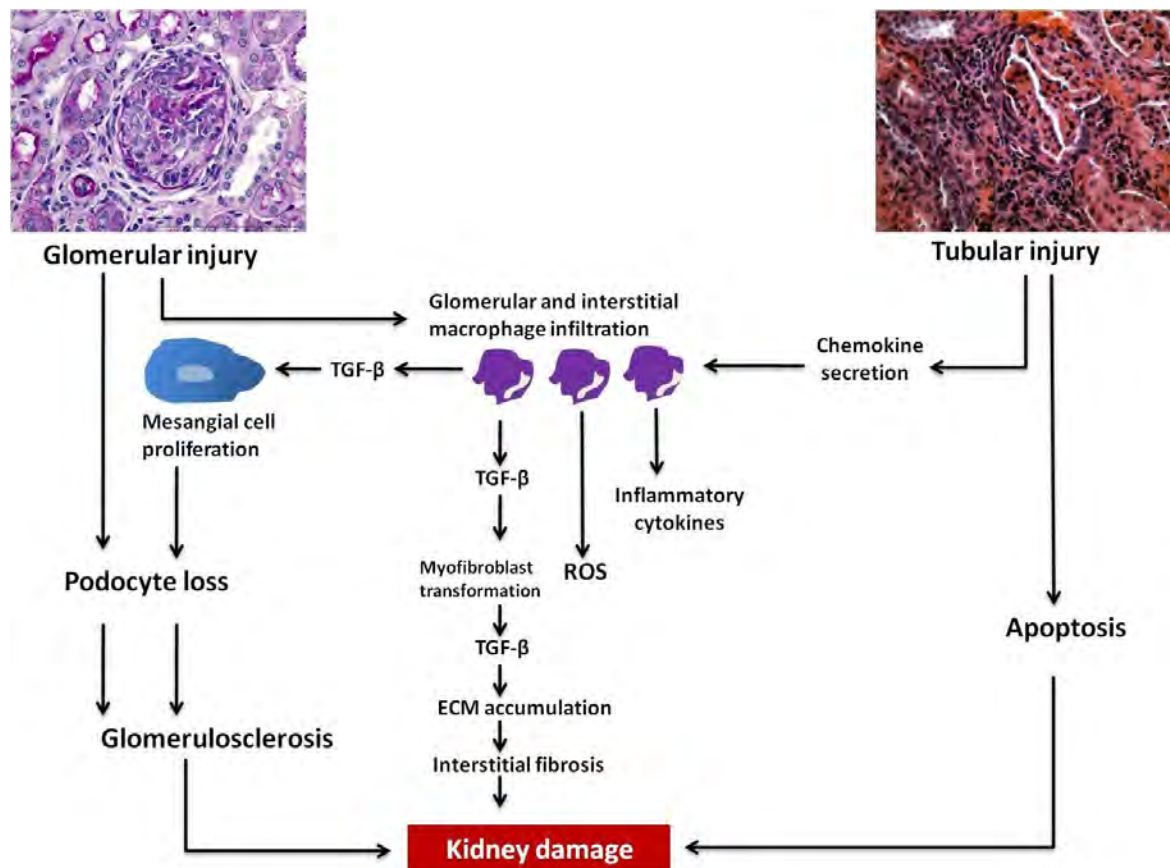 Glomerular injury
Tubular injury
Glomerular and interstitial
macrophage infiltration
Chemokine
secretion
TGF-β
Mesangial cell
proliferation
TGF-β
Inflammatory
cytokines
Myofibroblast
transformation
ROS
Podocyte loss
TGF-β
Apoptosis
ECM accumulation
Glomerulosclerosis
Interstitial fibrosis
Kidney damage